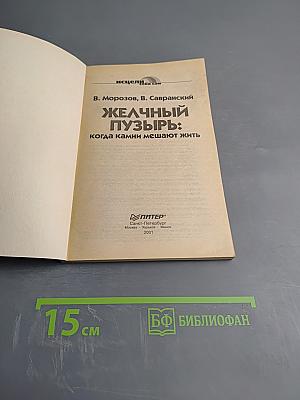 исцели
В. Морозов, В. Савранский
ЖЕЛЧНЫЙ
ПУЗЫРЬ:
когда камни мешают жить
ПИТЕР
Санкт-Петербург
Москва · Харьков · Минск
2001
15 см
БФ БИБЛИОФАН